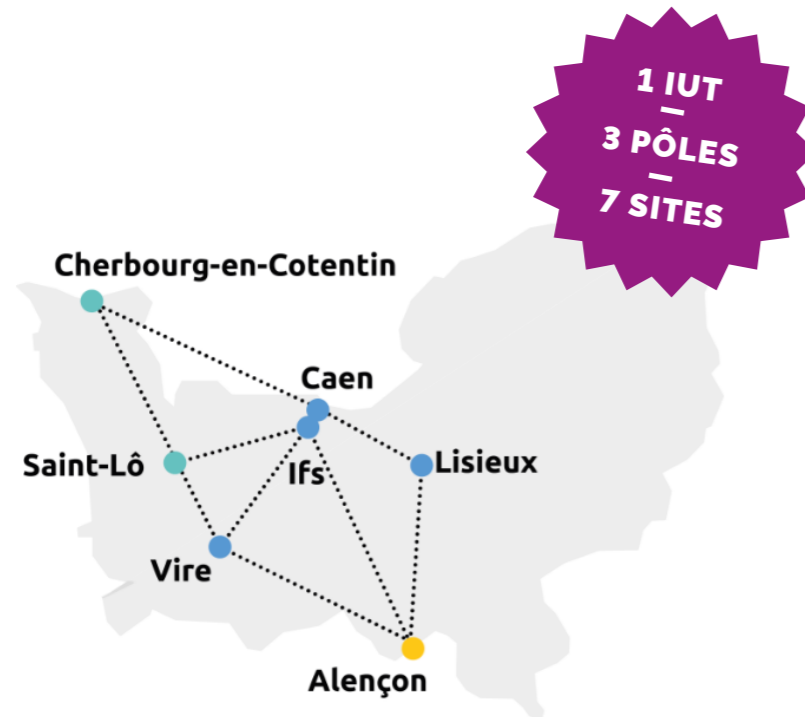 1 IUT
3 PÔLES
7 SITES
Cherbourg-en-Cotentin
Caen
Saint-Lô
Ifs
Lisieux
Vire
Alençon